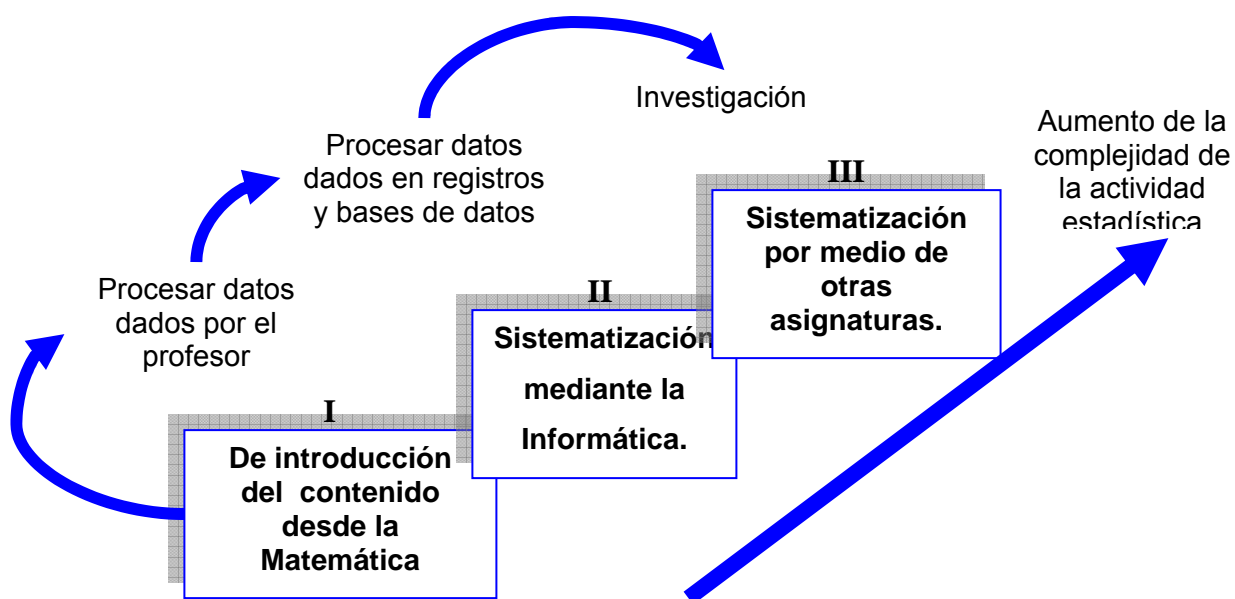 Investigación
Procesar datos
dados en registros
y bases de datos
Procesar datos
dados por el
profesor
Aumento de la
complejidad de
la actividad
estadística
III
Sistematización
por medio de
otras
asignaturas.
II
Sistematización
mediante la
Informática.
I
De introducción
del contenido
desde la
Matemática